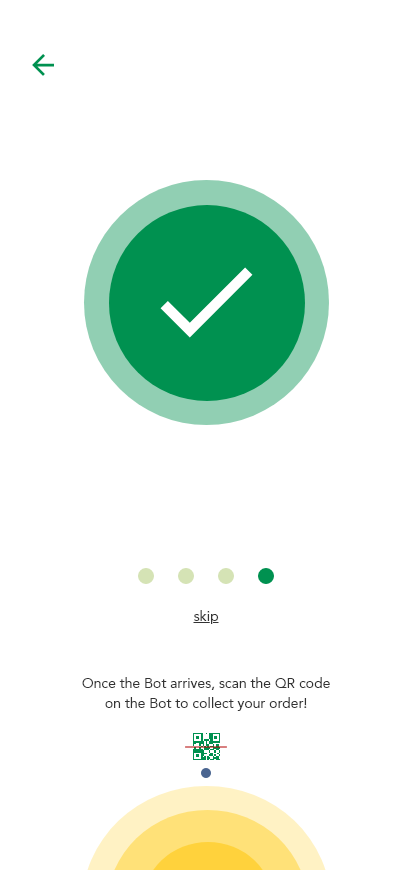 skip
Once the Bot arrives, scan the QR code
on the Bot to collect your order!